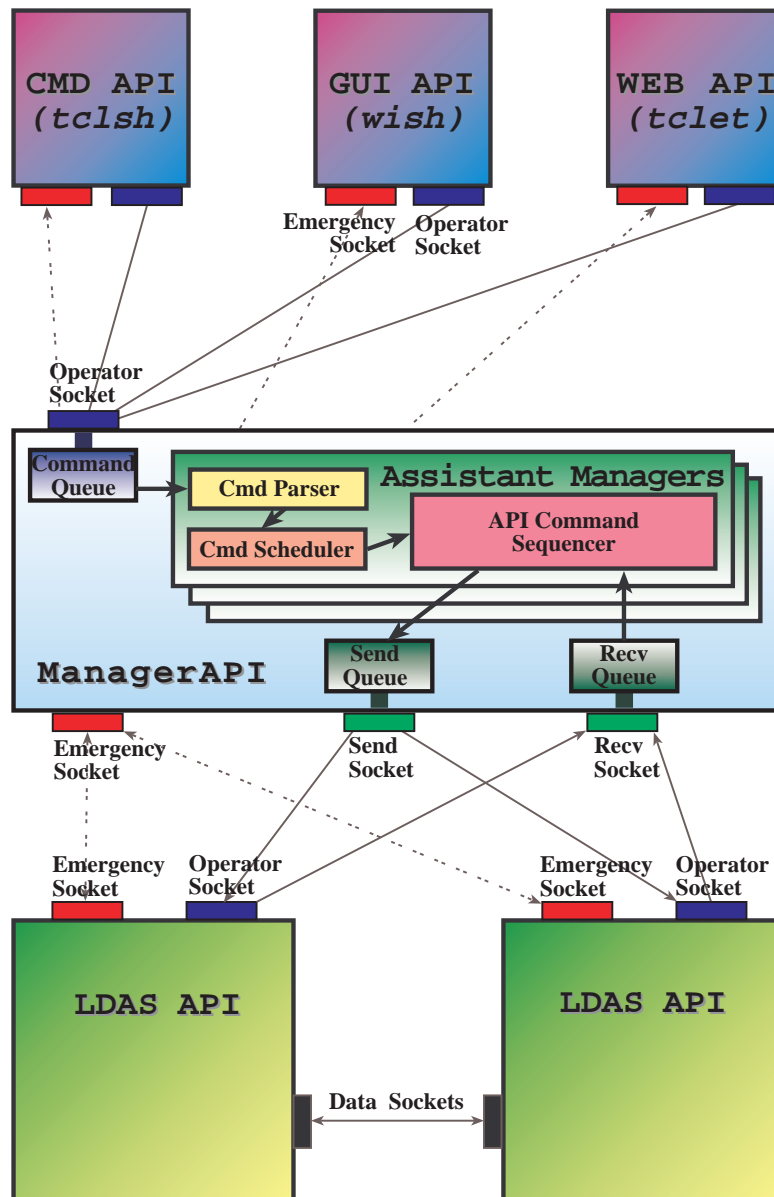 CMD API
(tclsh)
GUI API
(wish)
WEB API
(tclet)
Emergency
Socket
Operator
Socket
Operator
Socket
Command
Queue
Assistant Managers
Cmd Parser
API Command
Sequencer
Cmd Scheduler
ManagerAPI
Send
Queue
Recv
Queue
Emergency
Socket
Send
Socket
Recv
Socket
Emergency
Socket
Operator
Socket
Emergency
Socket
Operator
Socket
LDAS API
LDAS API
Data Sockets